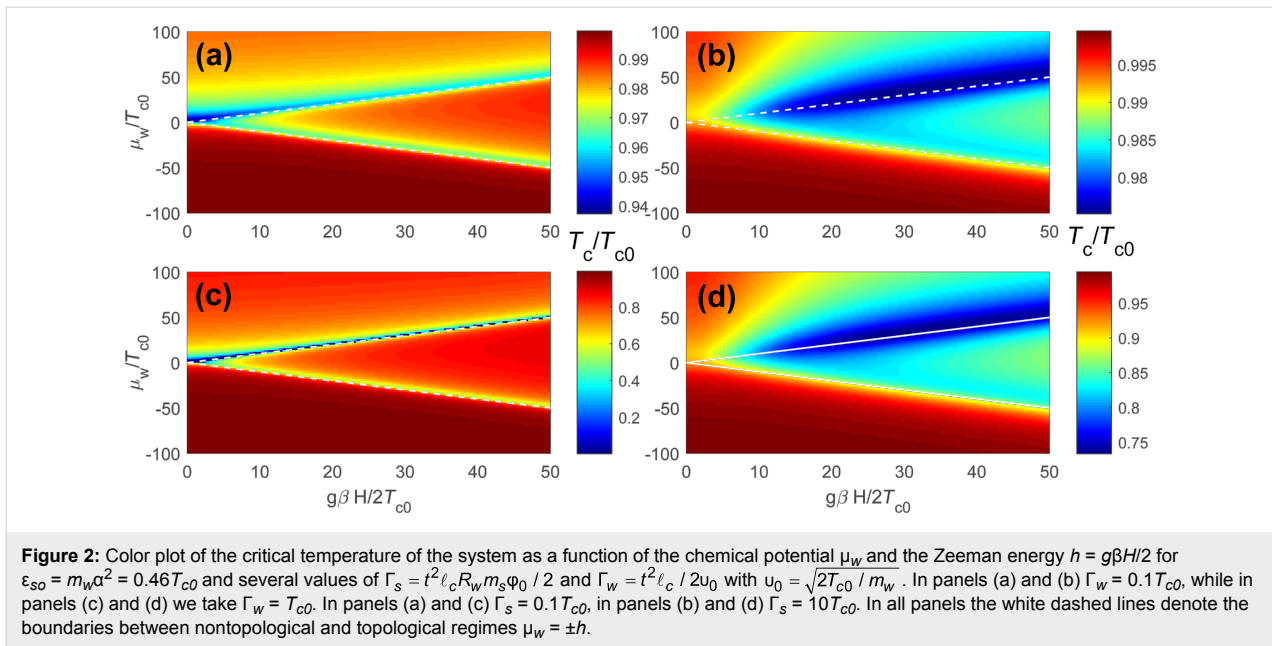 (a)
100
50
0
-50
-100
μw/Tc0
0 10 20 30 40 50
0.99
0.98
0.97
0.96
0.95
0.94
Tc/Tc0
(b)
100
50
0
-50
-100
0 10 20 30 40 50
0.995
0.99
0.985
0.98
Tc/Tc0
(c)
100
50
0
-50
-100
μw/Tc0
0 10 20 30 40 50
gβ H/2Tc0
0.8
0.6
0.4
0.2
(d)
100
50
0
-50
-100
0 10 20 30 40 50
gβ H/2Tc0
0.95
0.9
0.85
0.8
0.75
Figure 2: Color plot of the critical temperature of the system as a function of the chemical potential μw and the Zeeman energy h = gβH/2 for
εso = mwα² = 0.46Tc0 and several values of Γs = t²ℓcRwmsφ0 / 2 and Γw = t²ℓc / 2υ0 with υ0 = √(2Tc0 / mw). In panels (a) and (b) Γw = 0.1Tc0, while in
panels (c) and (d) we take Γw = Tc0. In panels (a) and (c) Γs = 0.1Tc0, in panels (b) and (d) Γs = 10Tc0. In all panels the white dashed lines denote the
boundaries between nontopological and topological regimes μw = ±h.